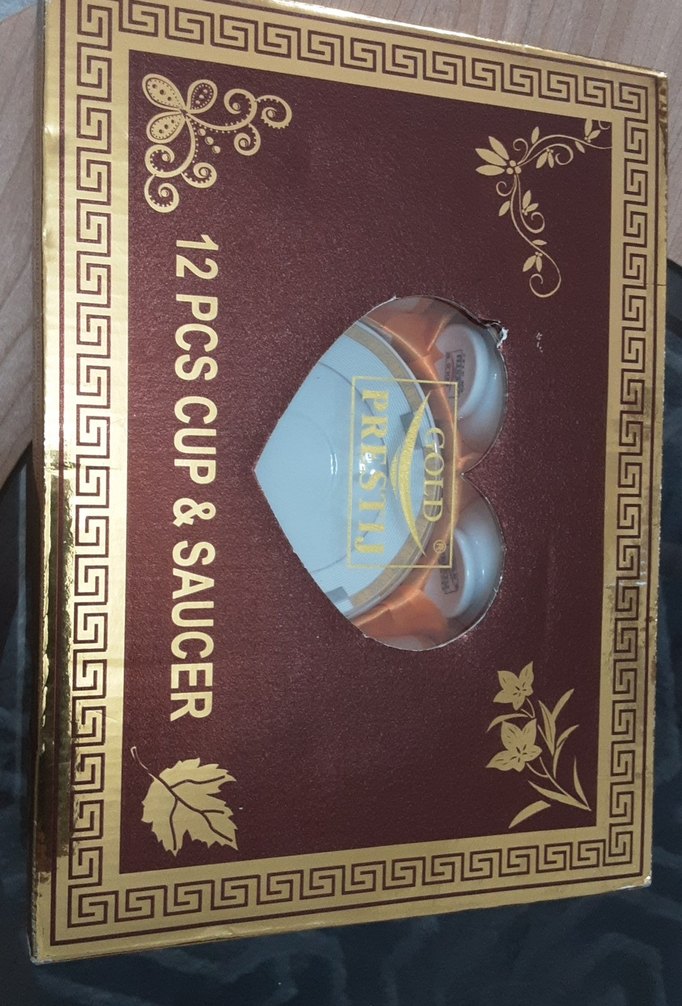 GOLD
PRESTIJ
®
12 PCS CUP & SAUCER